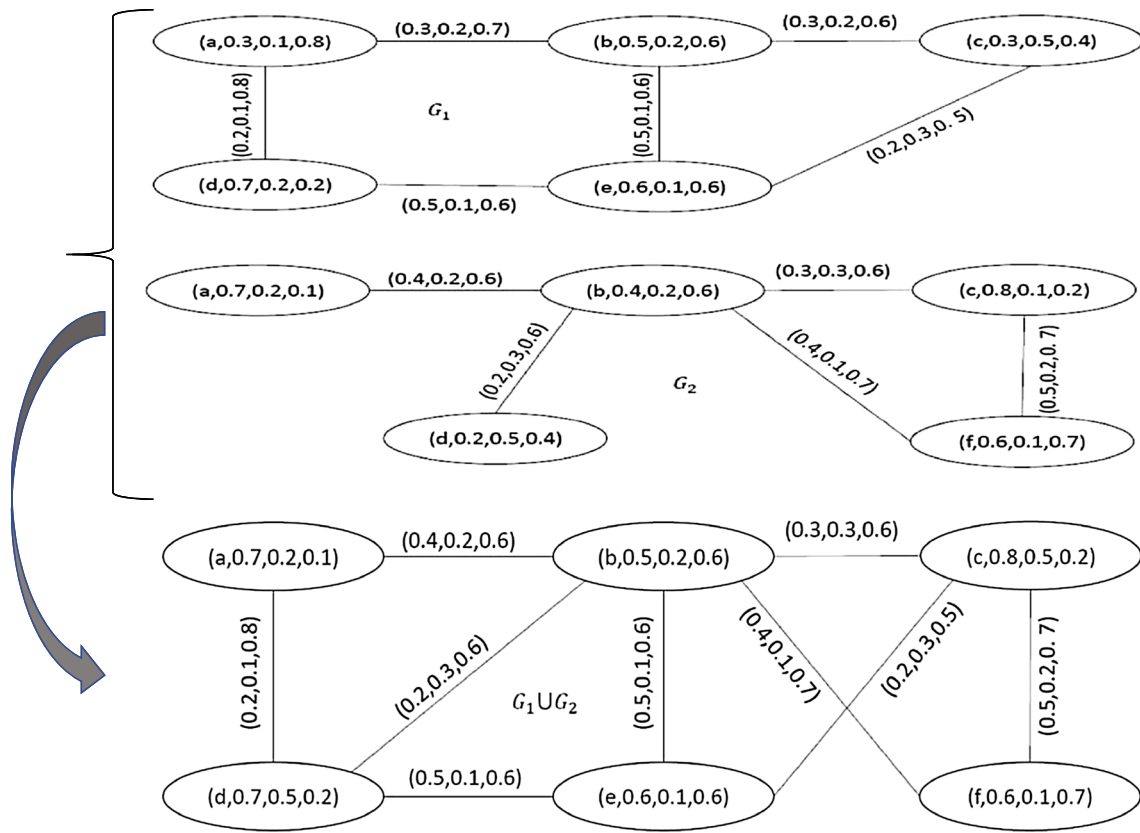 (a,0.3,0.1,0.8)
(0.3,0.2,0.7)
(b,0.5,0.2,0.6)
(0.3,0.2,0.6)
(c,0.3,0.5,0.4)
(0.2,0.1,0.8)
G₁
(0.5,0.1,0.6)
(0.2,0.3,0. 5)
(d,0.7,0.2,0.2)
(0.5,0.1,0.6)
(e,0.6,0.1,0.6)
(a,0.7,0.2,0.1)
(0.4,0.2,0.6)
(b,0.4,0.2,0.6)
(0.3,0.3,0.6)
(c,0.8,0.1,0.2)
(0.2,0.3,0.6)
G₂
(0.4,0.1,0.7)
(0.5,0.2,0. 7)
(d,0.2,0.5,0.4)
(f,0.6,0.1,0.7)
(a,0.7,0.2,0.1)
(0.4,0.2,0.6)
(b,0.5,0.2,0.6)
(0.3,0.3,0.6)
(c,0.8,0.5,0.2)
(0.2,0.1,0.8)
(0.2,0.3,0.6)
G₁∪G₂
(0.5,0.1,0.6)
(0.4,0.1,0.7)
(0.2,0.3,0.5)
(0.5,0.2,0. 7)
(d,0.7,0.5,0.2)
(0.5,0.1,0.6)
(e,0.6,0.1,0.6)
(f,0.6,0.1,0.7)